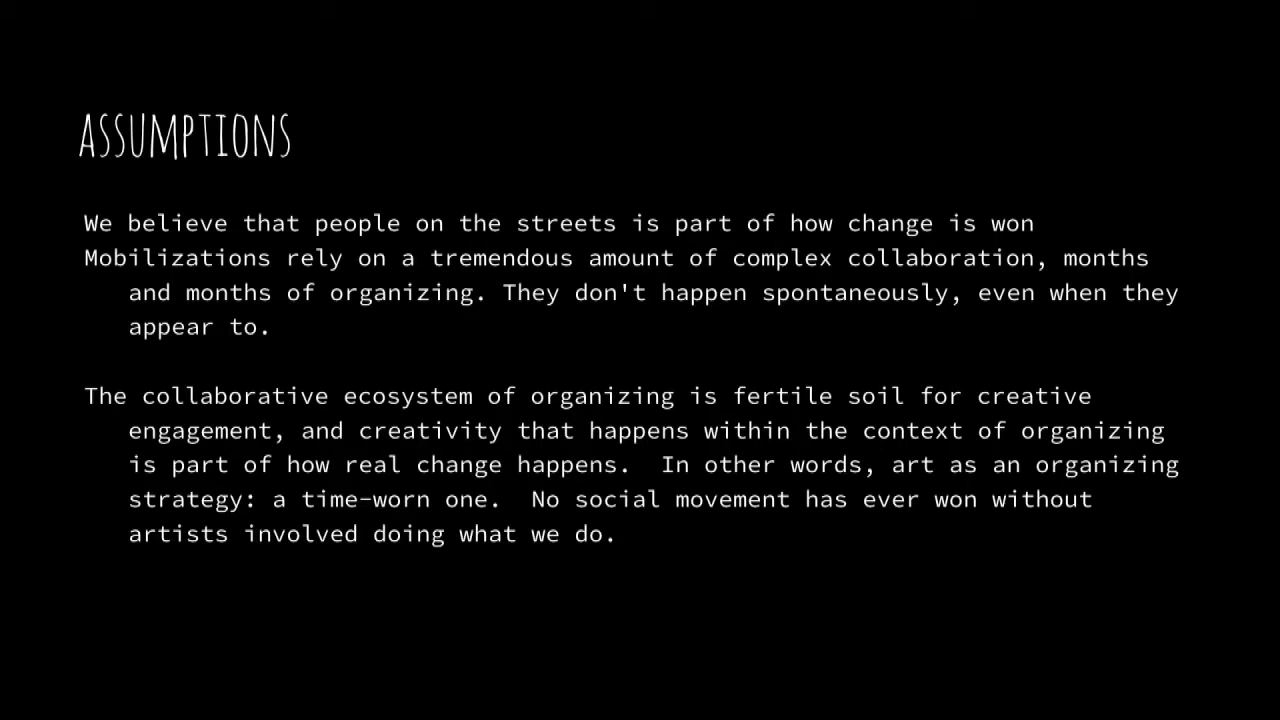 ASSUMPTIONS
We believe that people on the streets is part of how change is won
Mobilizations rely on a tremendous amount of complex collaboration, months
and months of organizing. They don't happen spontaneously, even when they
appear to.
The collaborative ecosystem of organizing is fertile soil for creative
engagement, and creativity that happens within the context of organizing
is part of how real change happens.  In other words, art as an organizing
strategy: a time-worn one.  No social movement has ever won without
artists involved doing what we do.